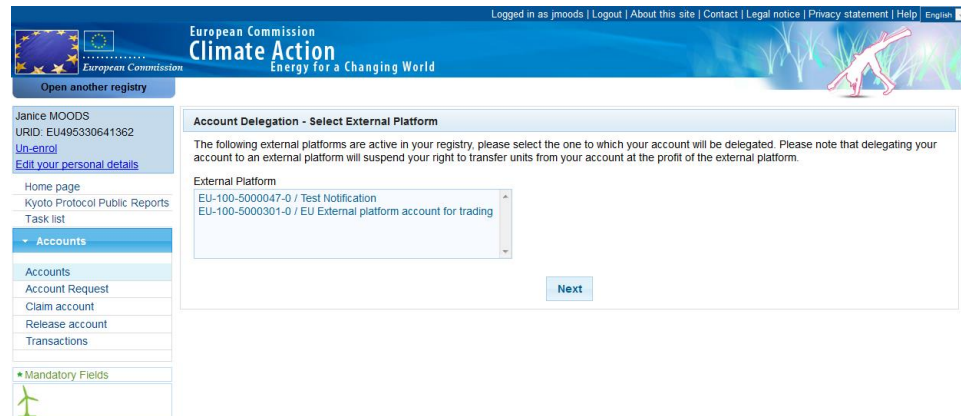 Logged in as jmoods | Logout | About this site | Contact | Legal notice | Privacy statement | Help English
European Commission
Climate Action
Energy for a Changing World
European Commission
Open another registry
Janice MOODS
URID: EU495330641362
Un-enrol
Edit your personal details
Home page
Kyoto Protocol Public Reports
Task list
Accounts
Accounts
Account Request
Claim account
Release account
Transactions
*Mandatory Fields
Account Delegation - Select External Platform
The following external platforms are active in your registry, please select the one to which your account will be delegated. Please note that delegating your
account to an external platform will suspend your right to transfer units from your account at the profit of the external platform.
External Platform
EU-100-5000047-0 / Test Notification
EU-100-5000301-0 / EU External platform account for trading
Next